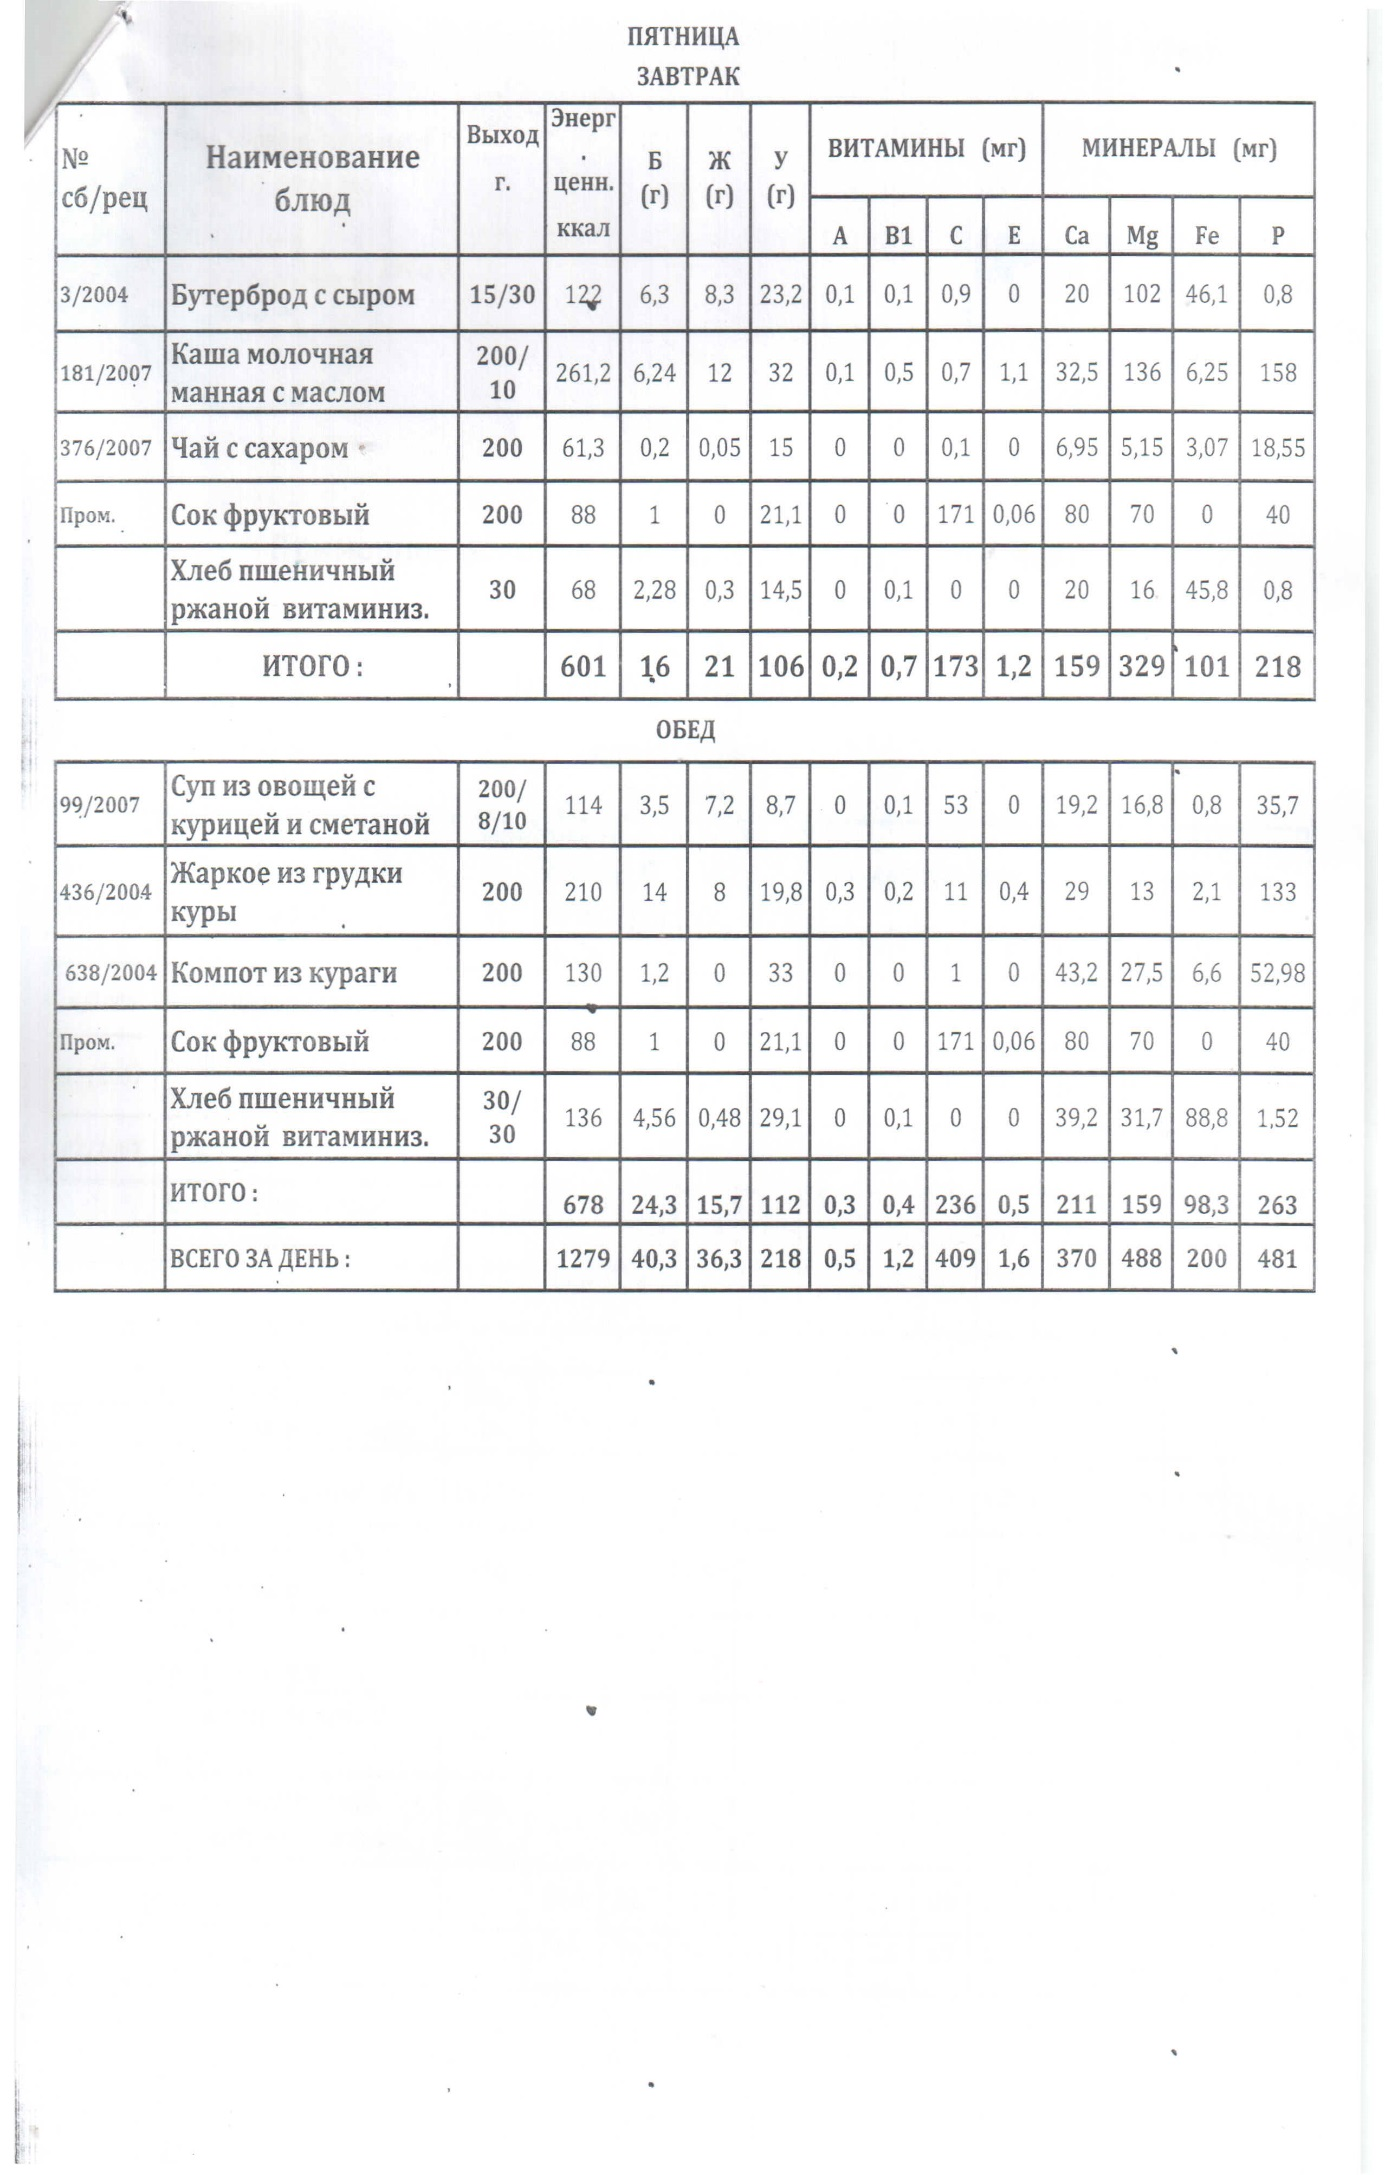 ПЯТНИЦА
ЗАВТРАК
№ сб/рец Наименование блюд Выход г. Энерг. ценн. ккал Б (г) Ж (г) У (г) ВИТАМИНЫ (мг) МИНЕРАЛЫ (мг)
А В1 С Е Са Mg Fe Р
3/2004 Бутерброд с сыром 15/30 122 6,3 8,3 23,2 0,1 0,1 0,9 0 20 102 46,1 0,8
181/2007 Каша молочная манная с маслом 200/10 261,2 6,24 12 32 0,1 0,5 0,7 1,1 32,5 136 6,25 158
376/2007 Чай с сахаром 200 61,3 0,2 0,05 15 0 0 0,1 0 6,95 5,15 3,07 18,55
Пром. Сок фруктовый 200 88 1 0 21,1 0 0 171 0,06 80 70 0 40
Хлеб пшеничный ржаной витаминиз. 30 68 2,28 0,3 14,5 0 0,1 0 0 20 16 45,8 0,8
ИТОГО : 601 16 21 106 0,2 0,7 173 1,2 159 329 101 218
ОБЕД
99/2007 Суп из овощей с курицей и сметаной 200/8/10 114 3,5 7,2 8,7 0 0,1 53 0 19,2 16,8 0,8 35,7
436/2004 Жаркое из грудки куры 200 210 14 8 19,8 0,3 0,2 11 0,4 29 13 2,1 133
638/2004 Компот из кураги 200 130 1,2 0 33 0 0 1 0 43,2 27,5 6,6 52,98
Пром. Сок фруктовый 200 88 1 0 21,1 0 0 171 0,06 80 70 0 40
Хлеб пшеничный ржаной витаминиз. 30/30 136 4,56 0,48 29,1 0 0,1 0 0 39,2 31,7 88,8 1,52
ИТОГО : 678 24,3 15,7 112 0,3 0,4 236 0,5 211 159 98,3 263
ВСЕГО ЗА ДЕНЬ : 1279 40,3 36,3 218 0,5 1,2 409 1,6 370 488 200 481